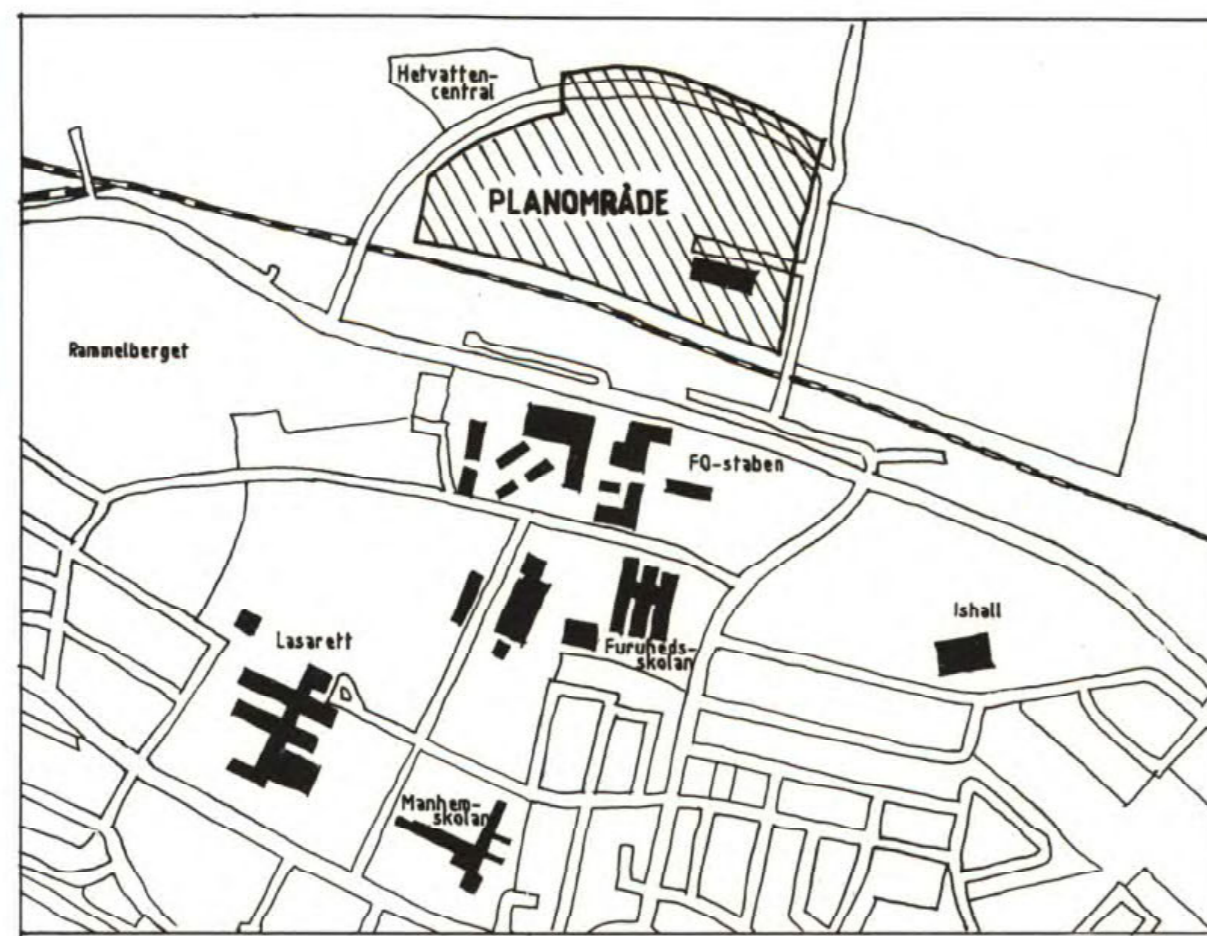 Hetvatten-
central
PLANOMRÅDE
Rammelberget
FO-staben
Ishall
Lasarett
Furuheds-
skolan
Manhem-
skolan